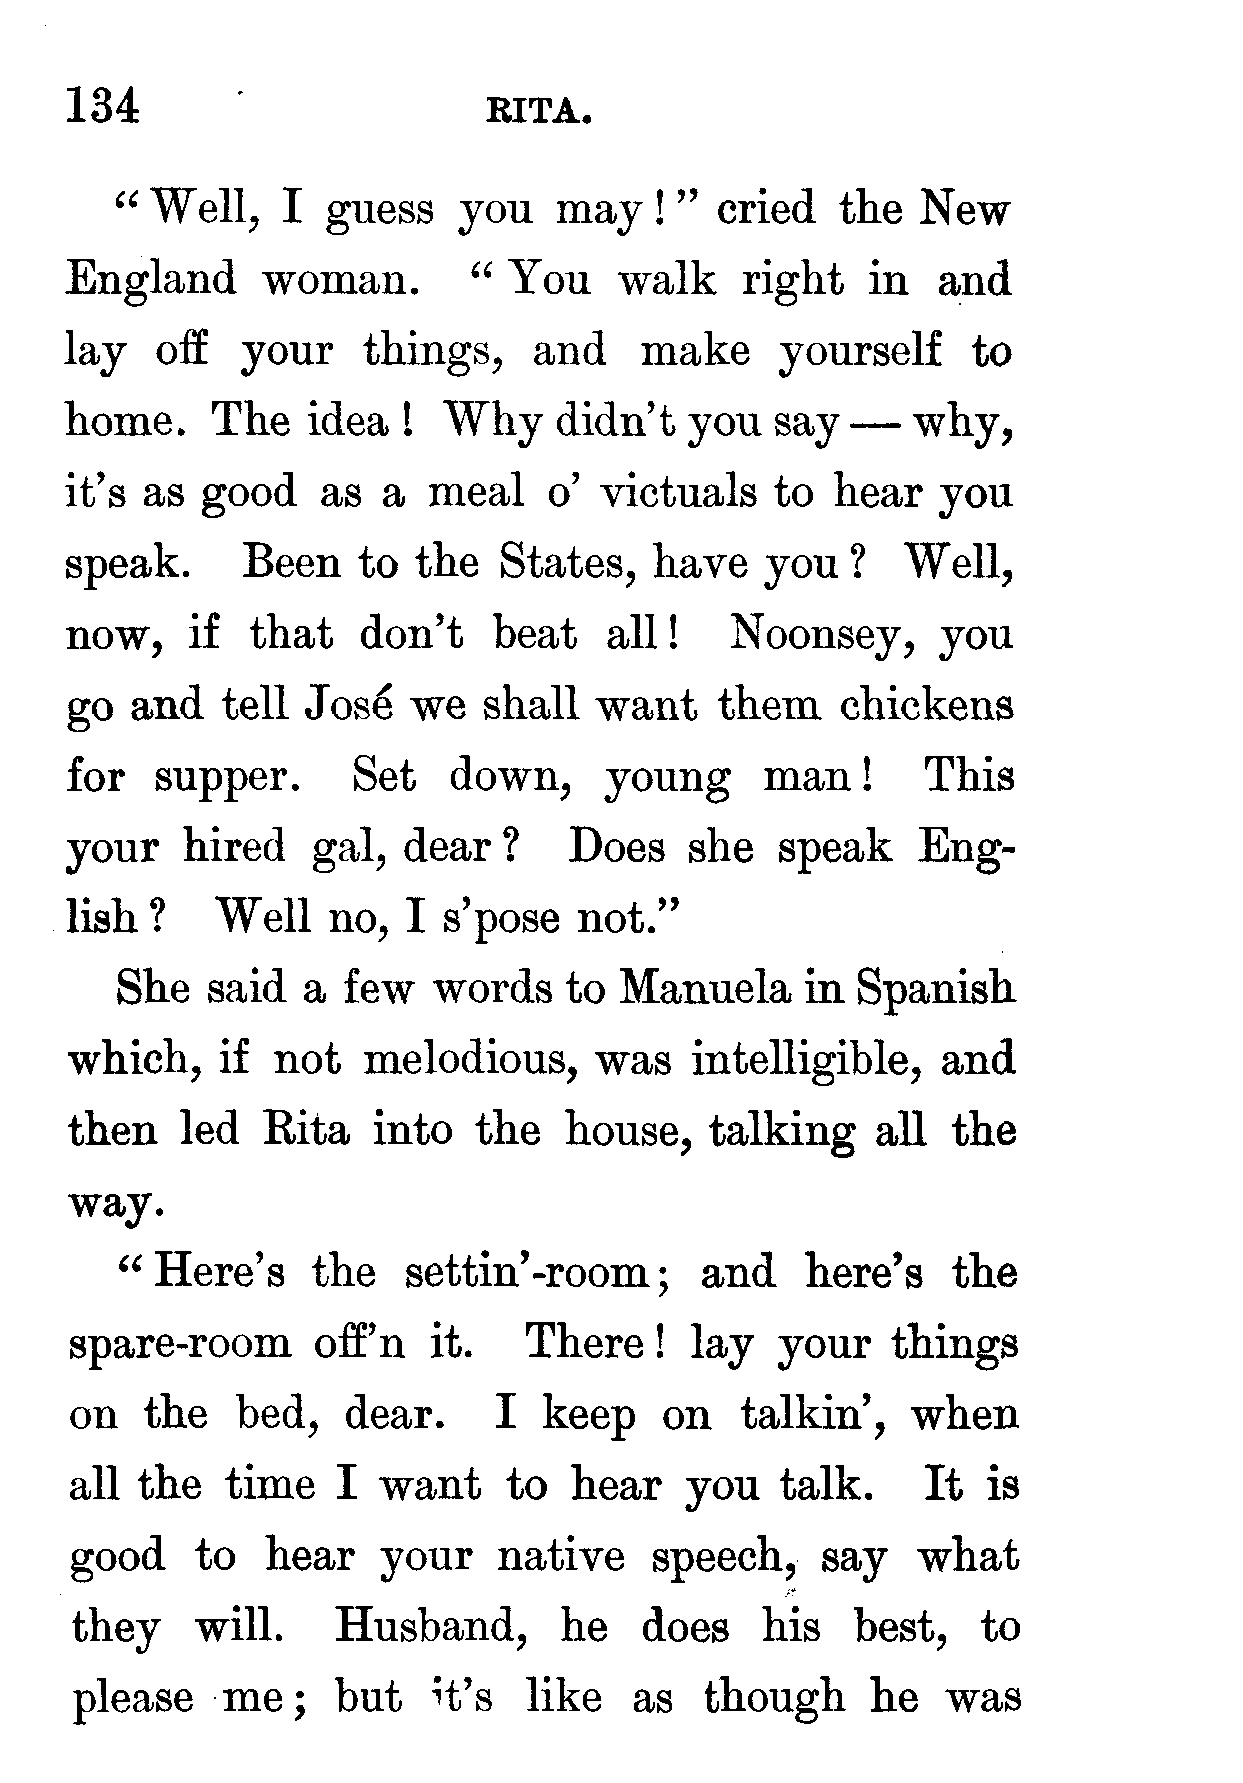 134 RITA.
“ Well, I guess you may ! ” cried the New
England woman. “ You walk right in and
lay off your things, and make yourself to
home. The idea ! Why didn’t you say — why,
it’s as good as a meal o’ victuals to hear you
speak. Been to the States, have you ? Well,
now, if that don’t beat all ! Noonsey, you
go and tell José we shall want them chickens
for supper. Set down, young man ! This
your hired gal, dear ? Does she speak Eng-
lish ? Well no, I s’pose not.”
She said a few words to Manuela in Spanish
which, if not melodious, was intelligible, and
then led Rita into the house, talking all the
way.
“ Here’s the settin’-room ; and here’s the
spare-room off’n it. There ! lay your things
on the bed, dear. I keep on talkin’, when
all the time I want to hear you talk. It is
good to hear your native speech, say what
they will. Husband, he does his best, to
please me ; but it’s like as though he was